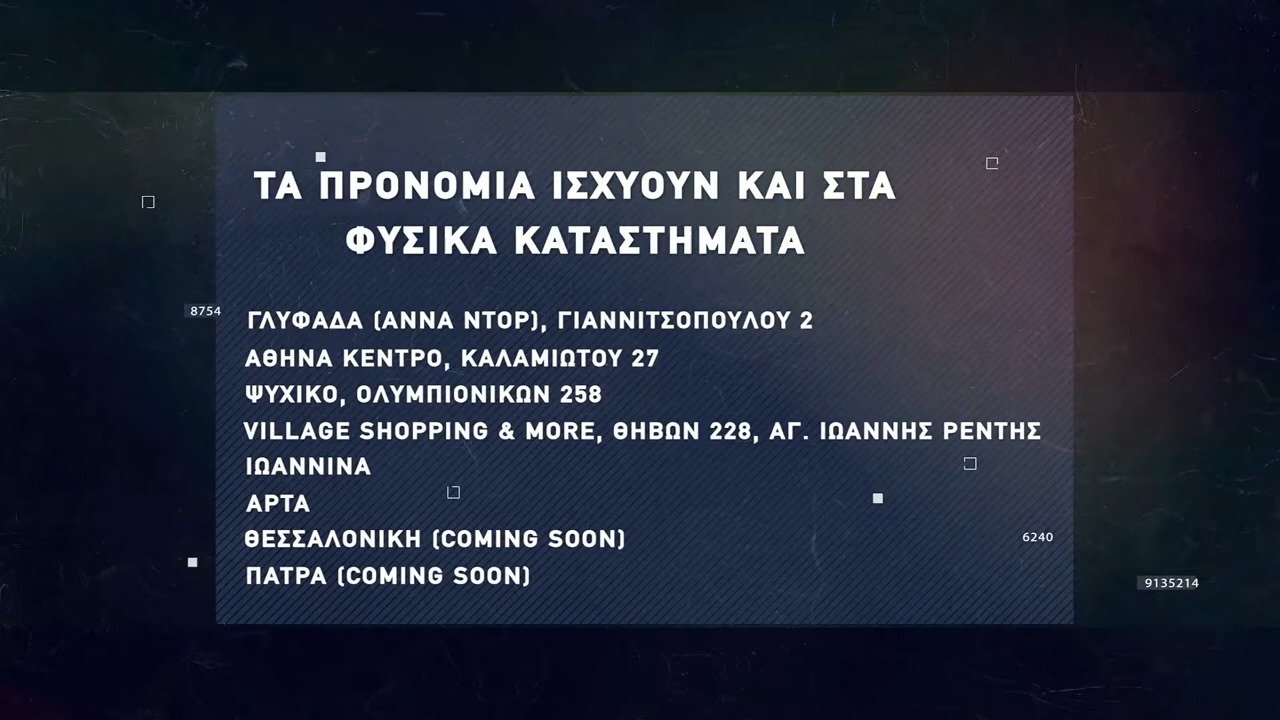 ΤΑ ΠΡΟΝΟΜΙΑ ΙΣΧΥΟΥΝ ΚΑΙ ΣΤΑ
ΦΥΣΙΚΑ ΚΑΤΑΣΤΗΜΑΤΑ
8754
ΓΛΥΦΑΔΑ (ΑΝΝΑ ΝΤΟΡ), ΓΙΑΝΝΙΤΣΟΠΟΥΛΟΥ 2
ΑΘΗΝΑ ΚΕΝΤΡΟ, ΚΑΛΑΜΙΩΤΟΥ 27
ΨΥΧΙΚΟ, ΟΛΥΜΠΙΟΝΙΚΩΝ 258
VILLAGE SHOPPING & MORE, ΘΗΒΩΝ 228, ΑΓ. ΙΩΑΝΝΗΣ ΡΕΝΤΗΣ
ΙΩΑΝΝΙΝΑ
ΑΡΤΑ
ΘΕΣΣΑΛΟΝΙΚΗ (COMING SOON)
6240
ΠΑΤΡΑ (COMING SOON)
9135214